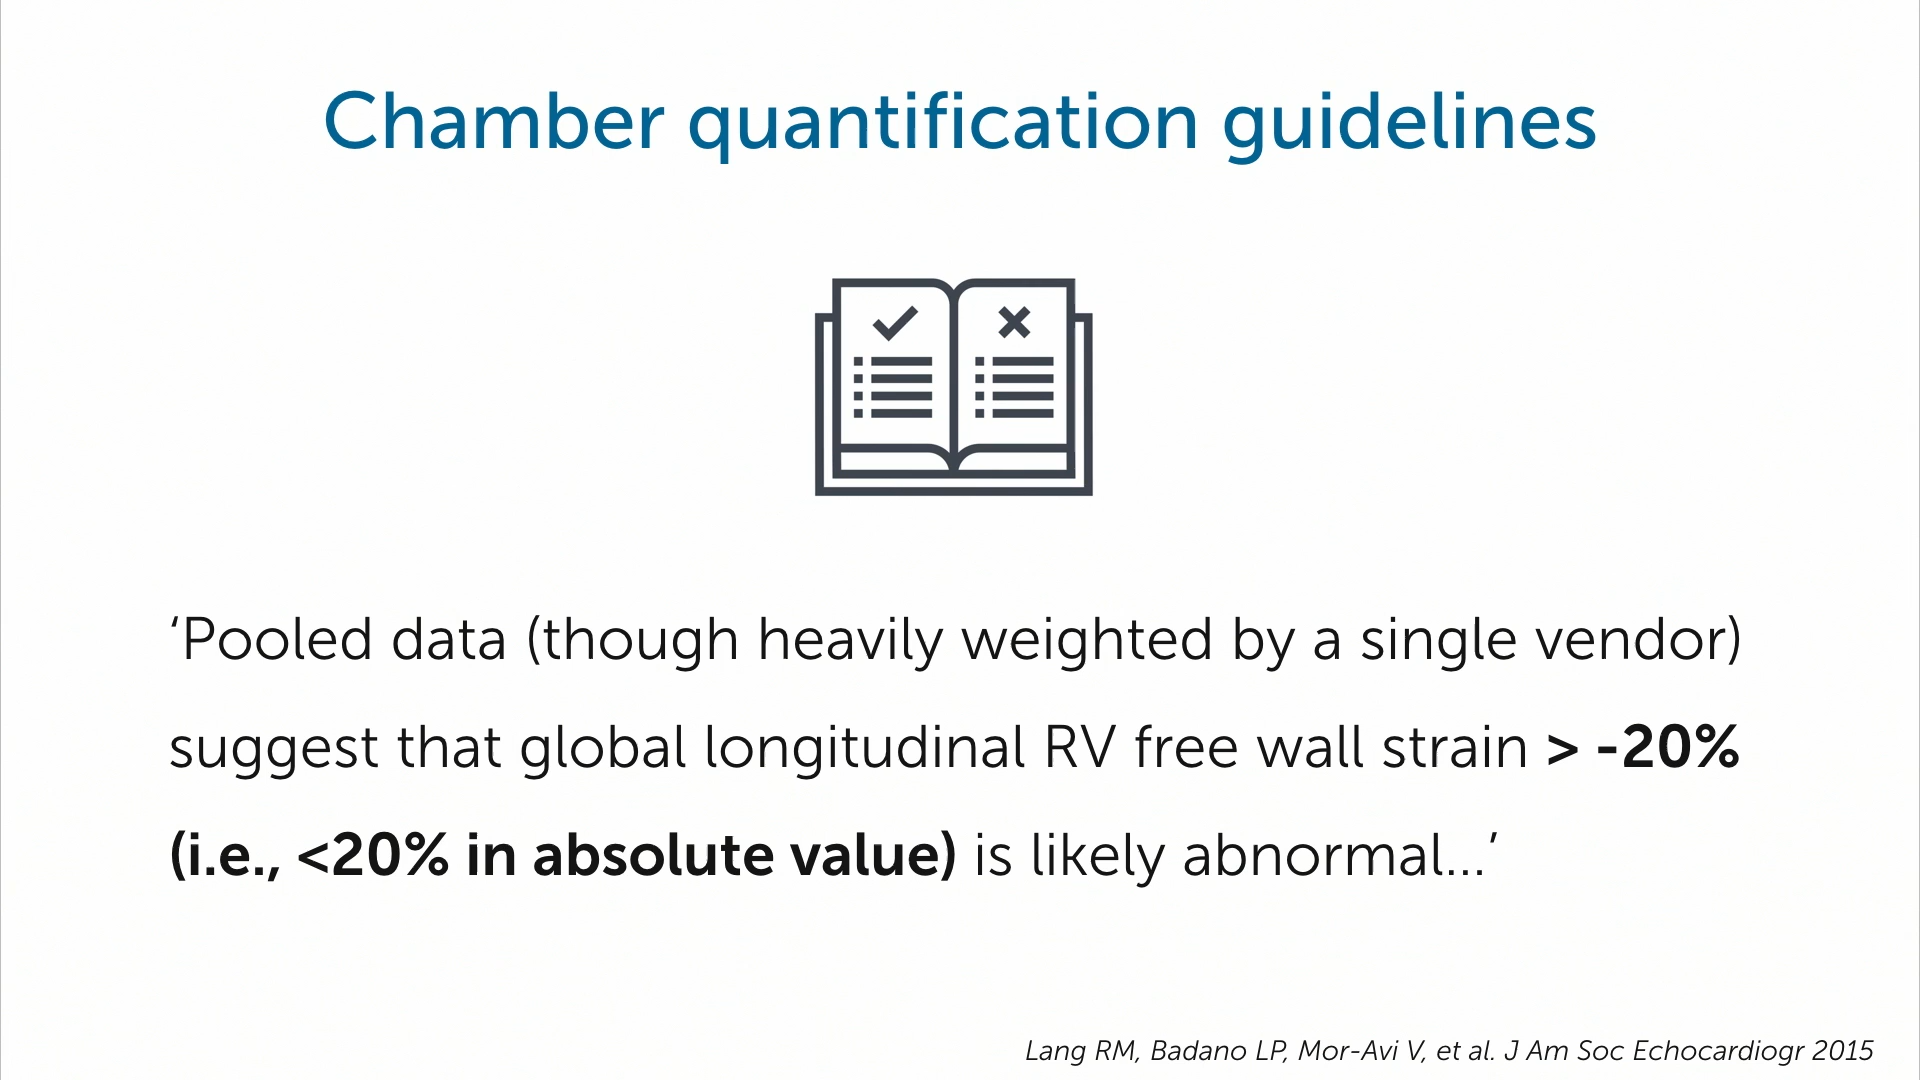 Chamber quantification guidelines
‘Pooled data (though heavily weighted by a single vendor)
suggest that global longitudinal RV free wall strain > -20%
(i.e., <20% in absolute value) is likely abnormal...’
Lang RM, Badano LP, Mor-Avi V, et al. J Am Soc Echocardiogr 2015